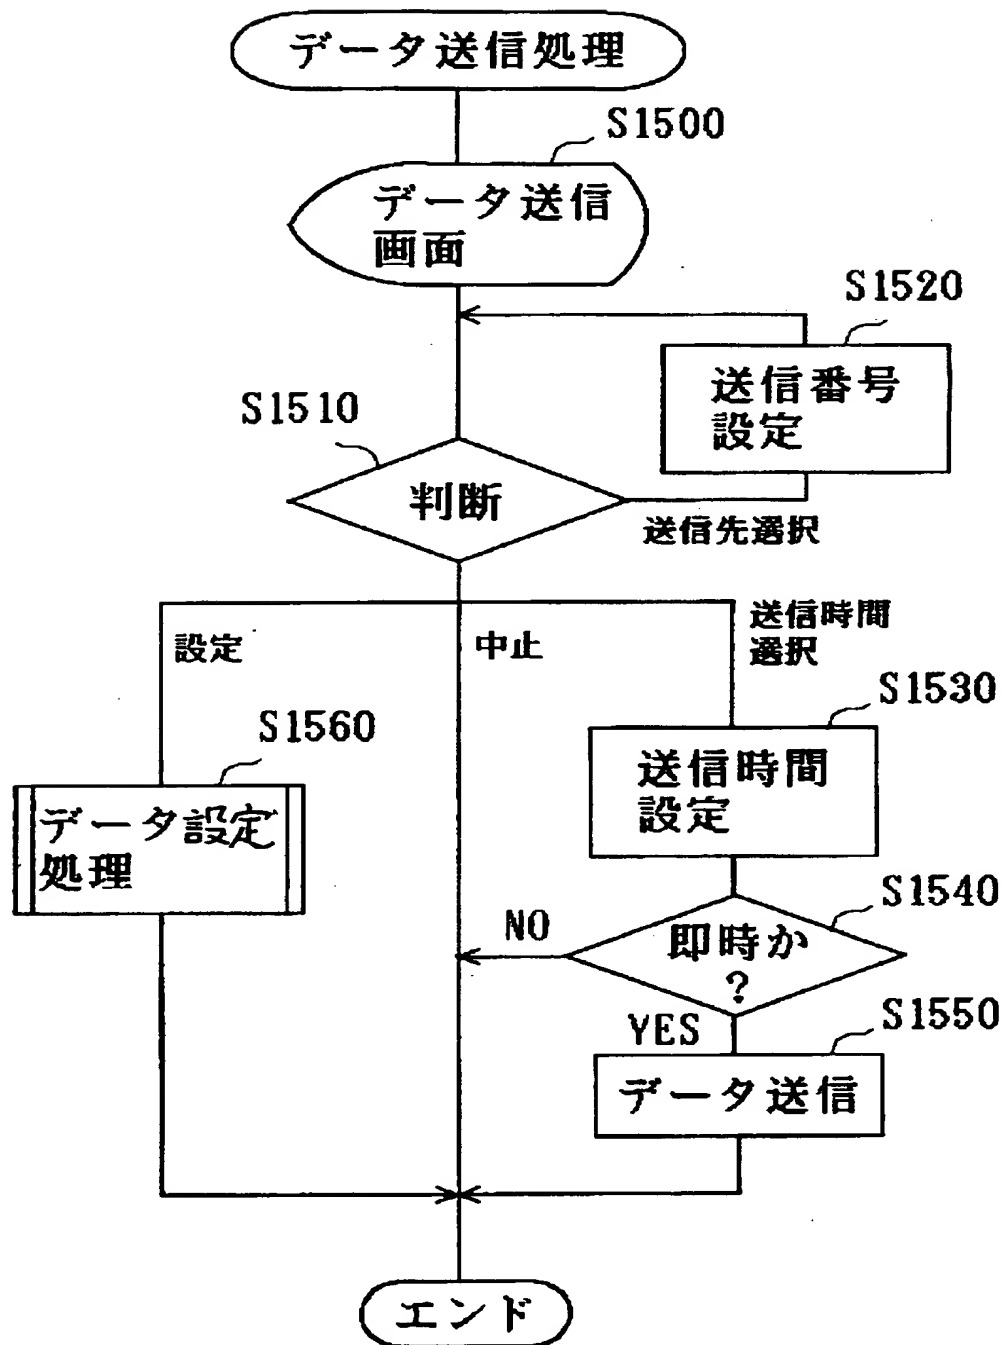 データ送信処理
S1500
データ送信
画面
S1520
送信番号
設定
S1510
判断
送信先選択
設定
中止
送信時間
選択
S1530
送信時間
設定
S1560
データ設定
処理
S1540
即時か
?
NO
YES
S1550
データ送信
エンド